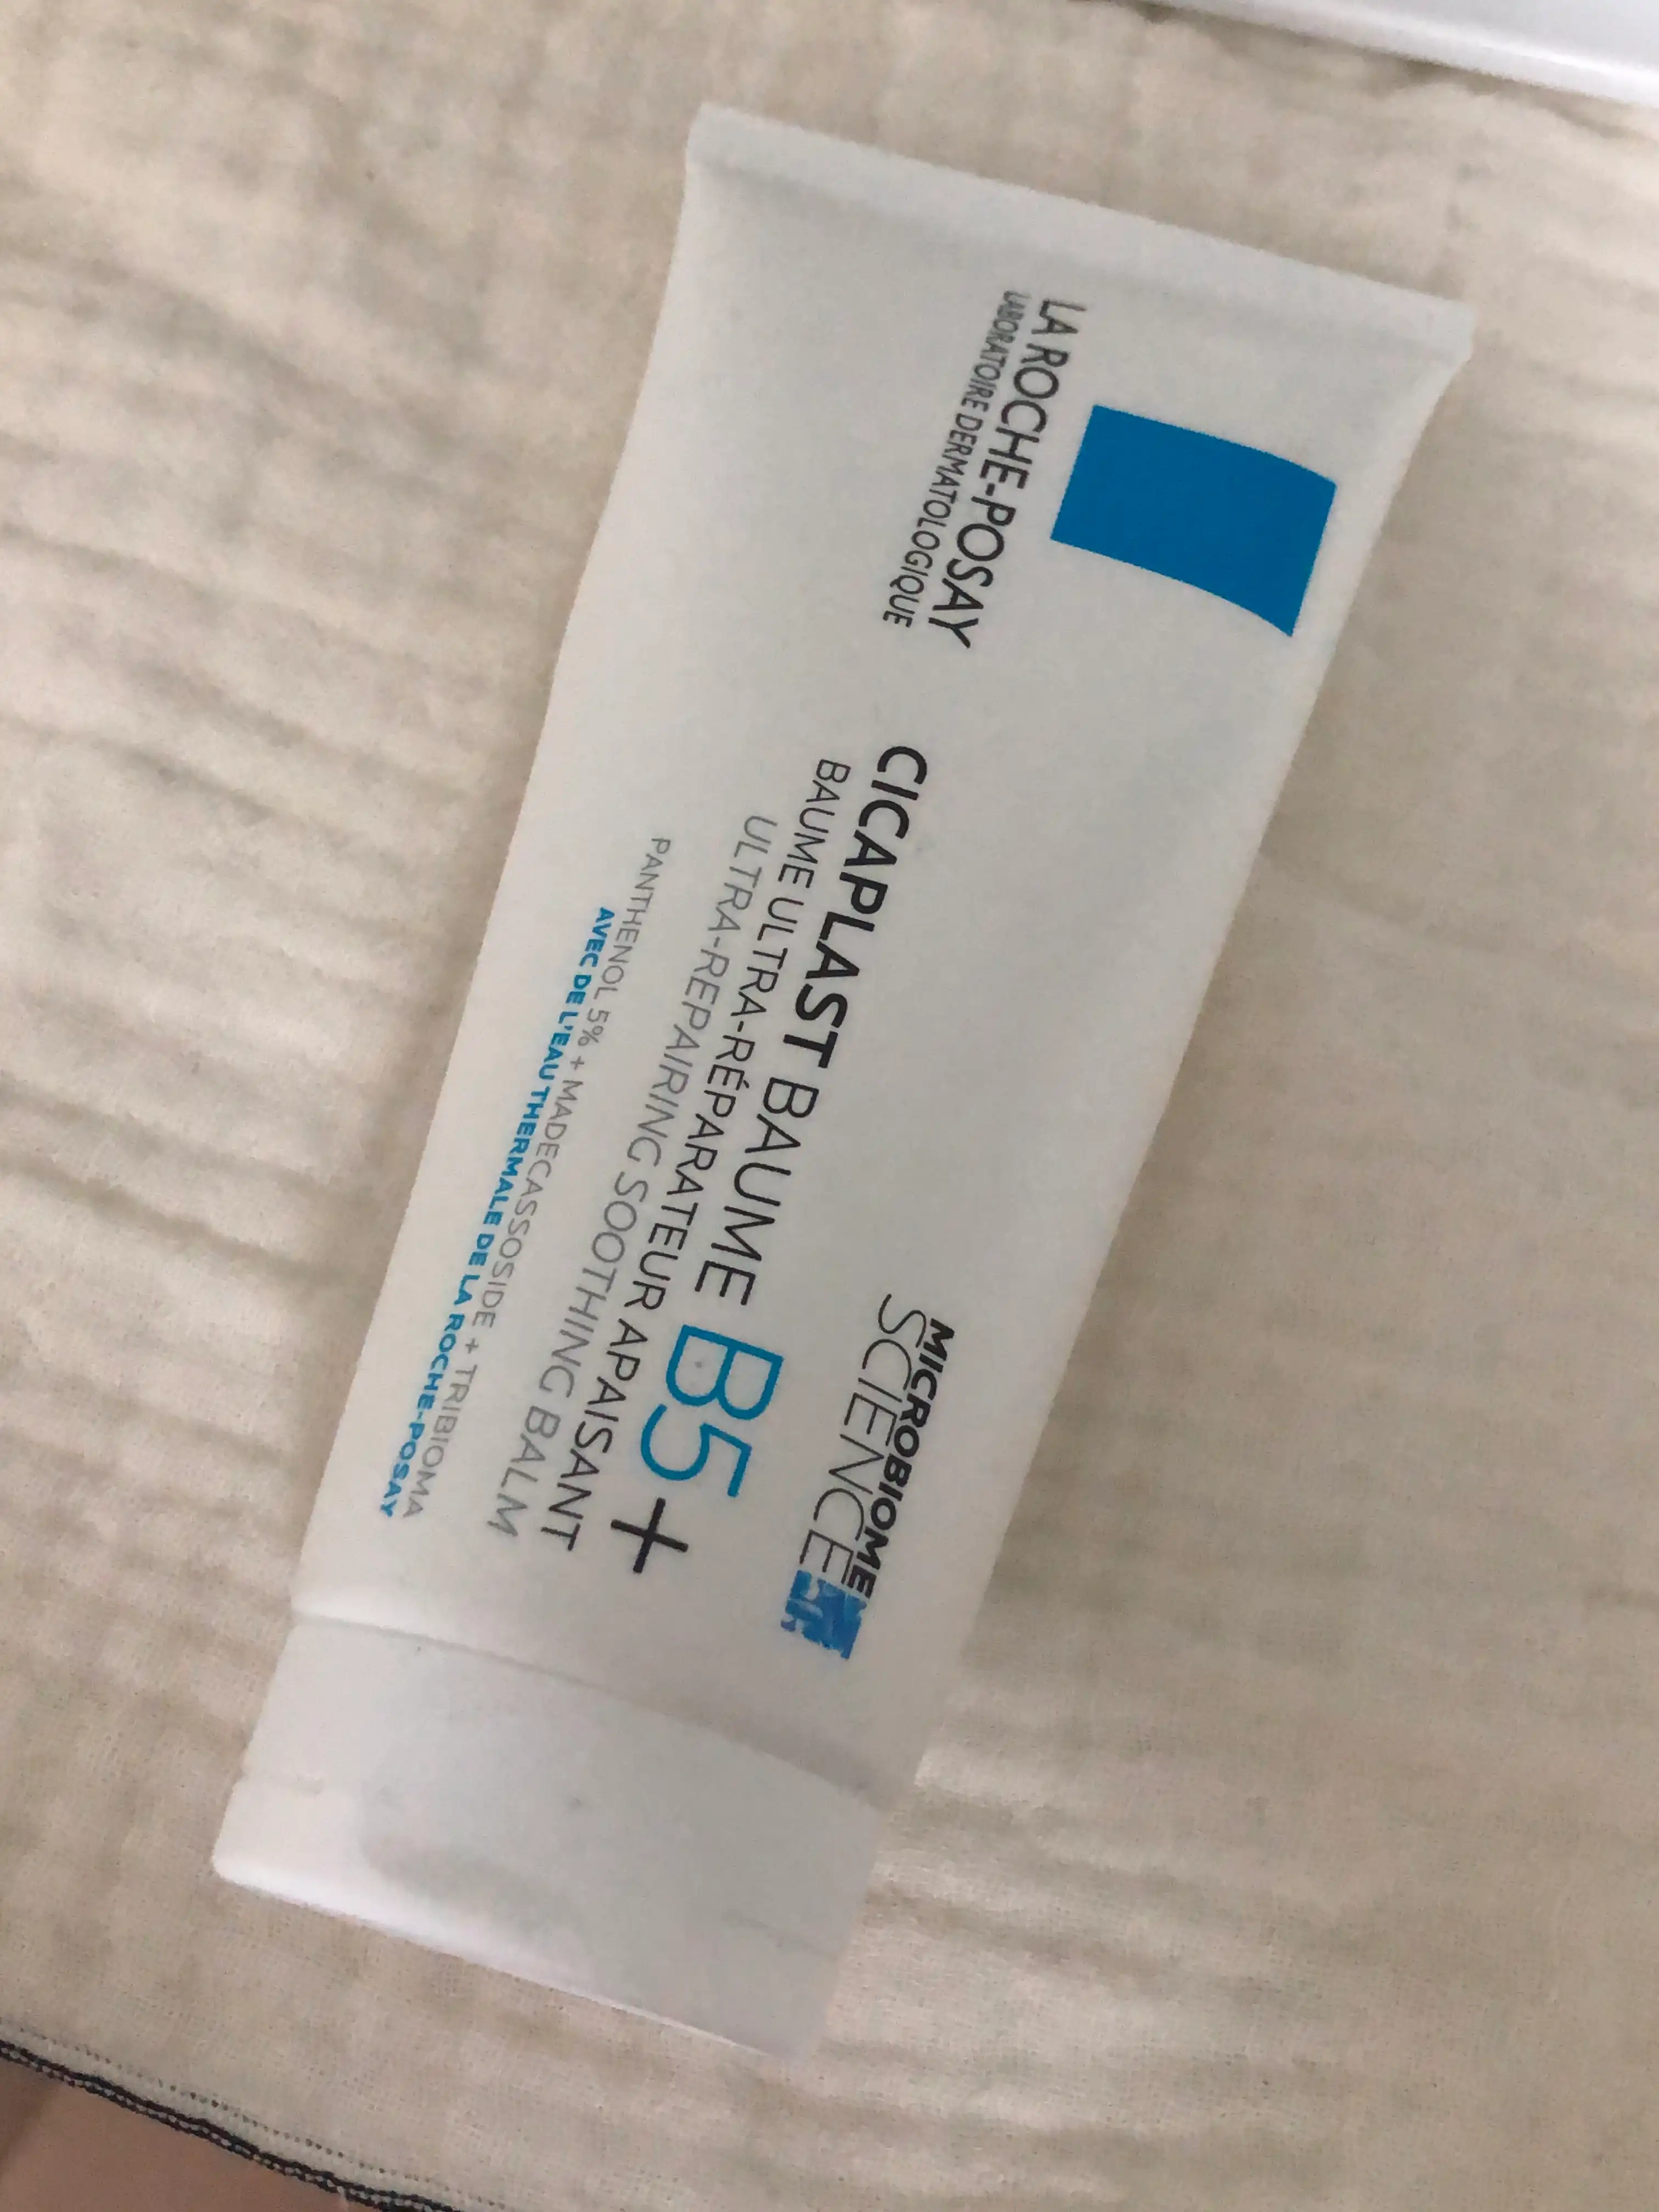 LA ROCHE-POSAY
LABORATOIRE DERMATOLOGIQUE
MICROBIOME
SCIENCE
CICAPLAST BAUME B5+
BAUME ULTRA-RÉPARATEUR APAISANT
ULTRA-REPAIRING SOOTHING BALM
PANTHENOL 5% + MADECASSOSIDE + TRIBIOMA
AVEC DE L'EAU THERMALE DE LA ROCHE-POSAY